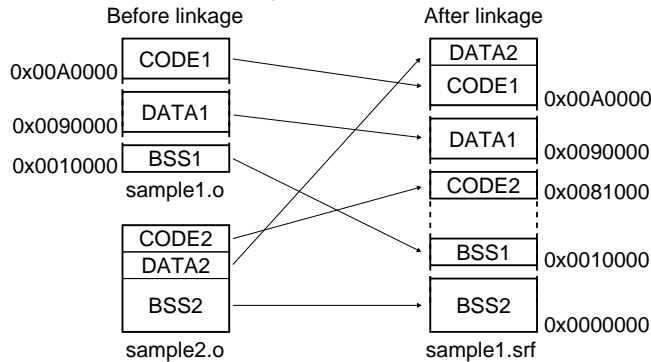 Before linkage
CODE1
0x00A0000
DATA1
0x0090000
BSS1
0x0010000
sample1.o
CODE2
DATA2
BSS2
sample2.o
After linkage
DATA2
CODE1
0x00A0000
DATA1
0x0090000
CODE2
0x0081000
BSS1
0x0010000
BSS2
0x0000000
sample1.srf